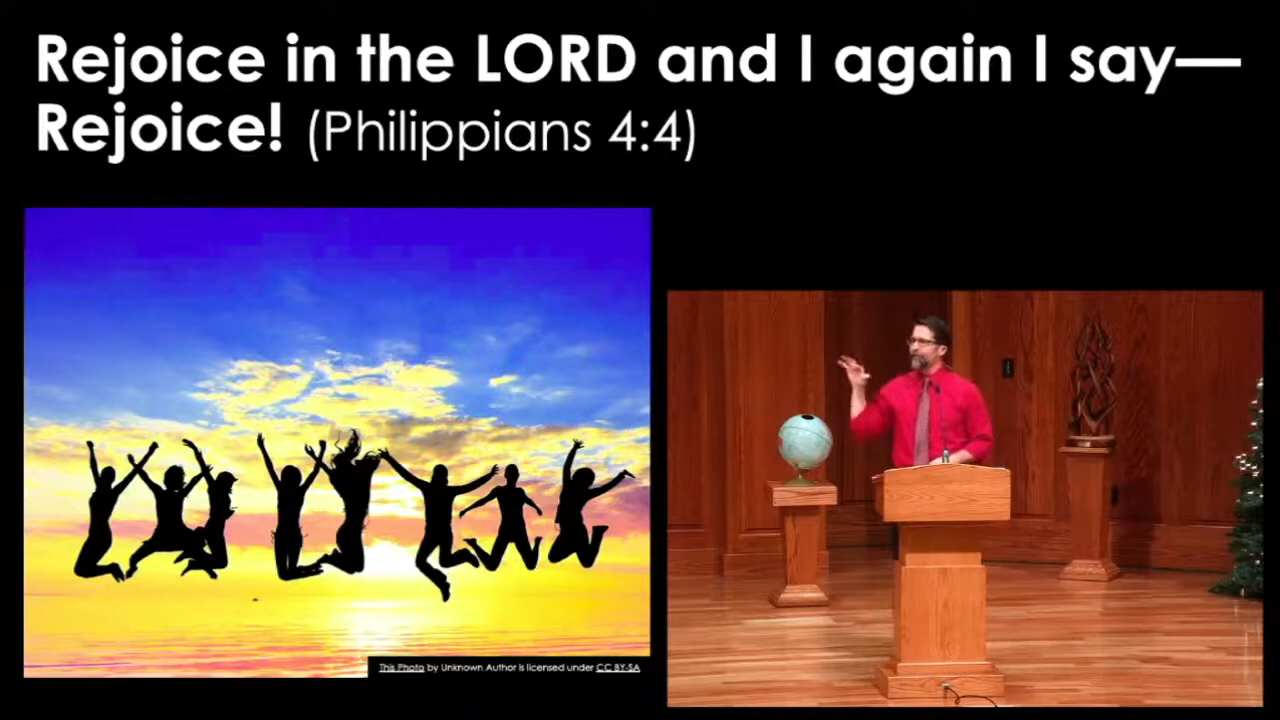 Rejoice in the LORD and I again I say—
Rejoice! (Philippians 4:4)
This Photo by Unknown Author is licensed under CC BY-SA